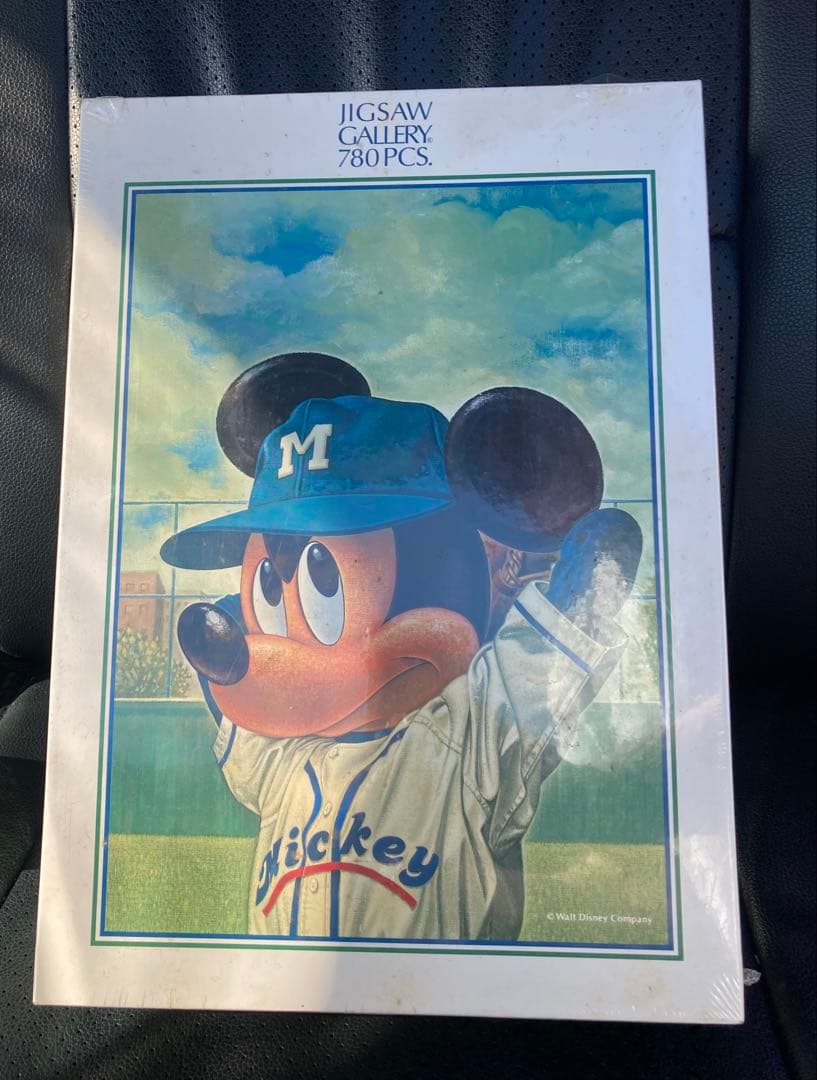 JIGSAW
GALLERY®
780 PCS.
M
Mickey
© Walt Disney Company